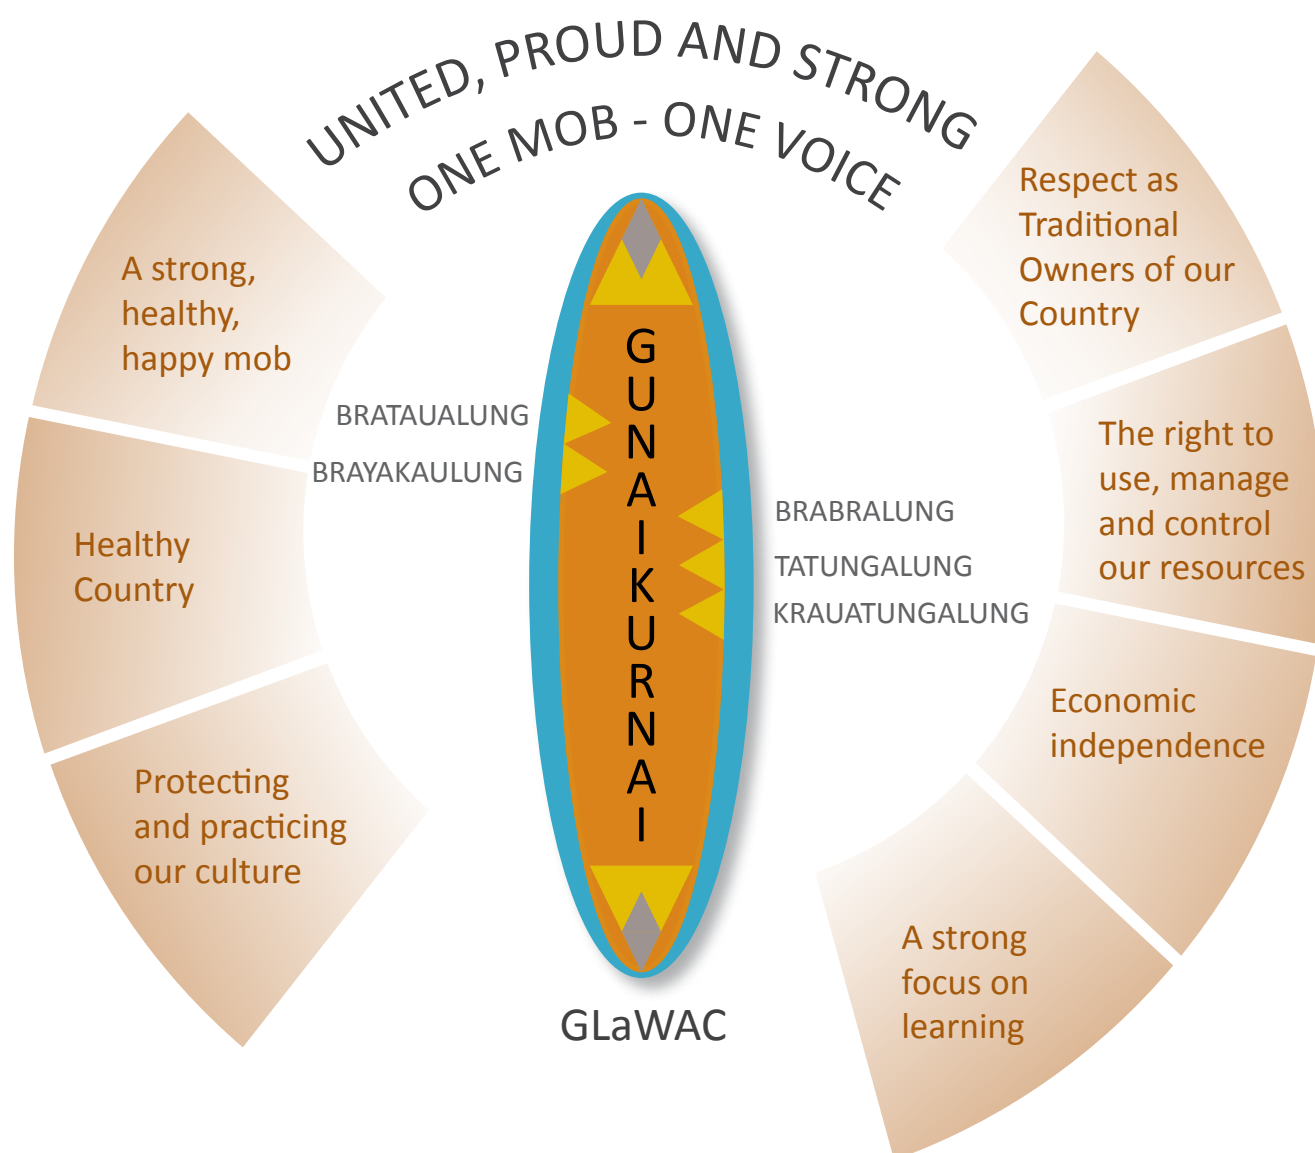 UNITED, PROUD AND STRONG
ONE MOB - ONE VOICE
A strong,
healthy,
happy mob
Healthy
Country
Protecting
and practicing
our culture
BRATAUALUNG
BRAYAKAULUNG
GUNAIKURNAI
BRABRALUNG
TATUNGALUNG
KRAUATUNGALUNG
GLaWAC
Respect as
Traditional
Owners of our
Country
The right to
use, manage
and control
our resources
Economic
independence
A strong
focus on
learning